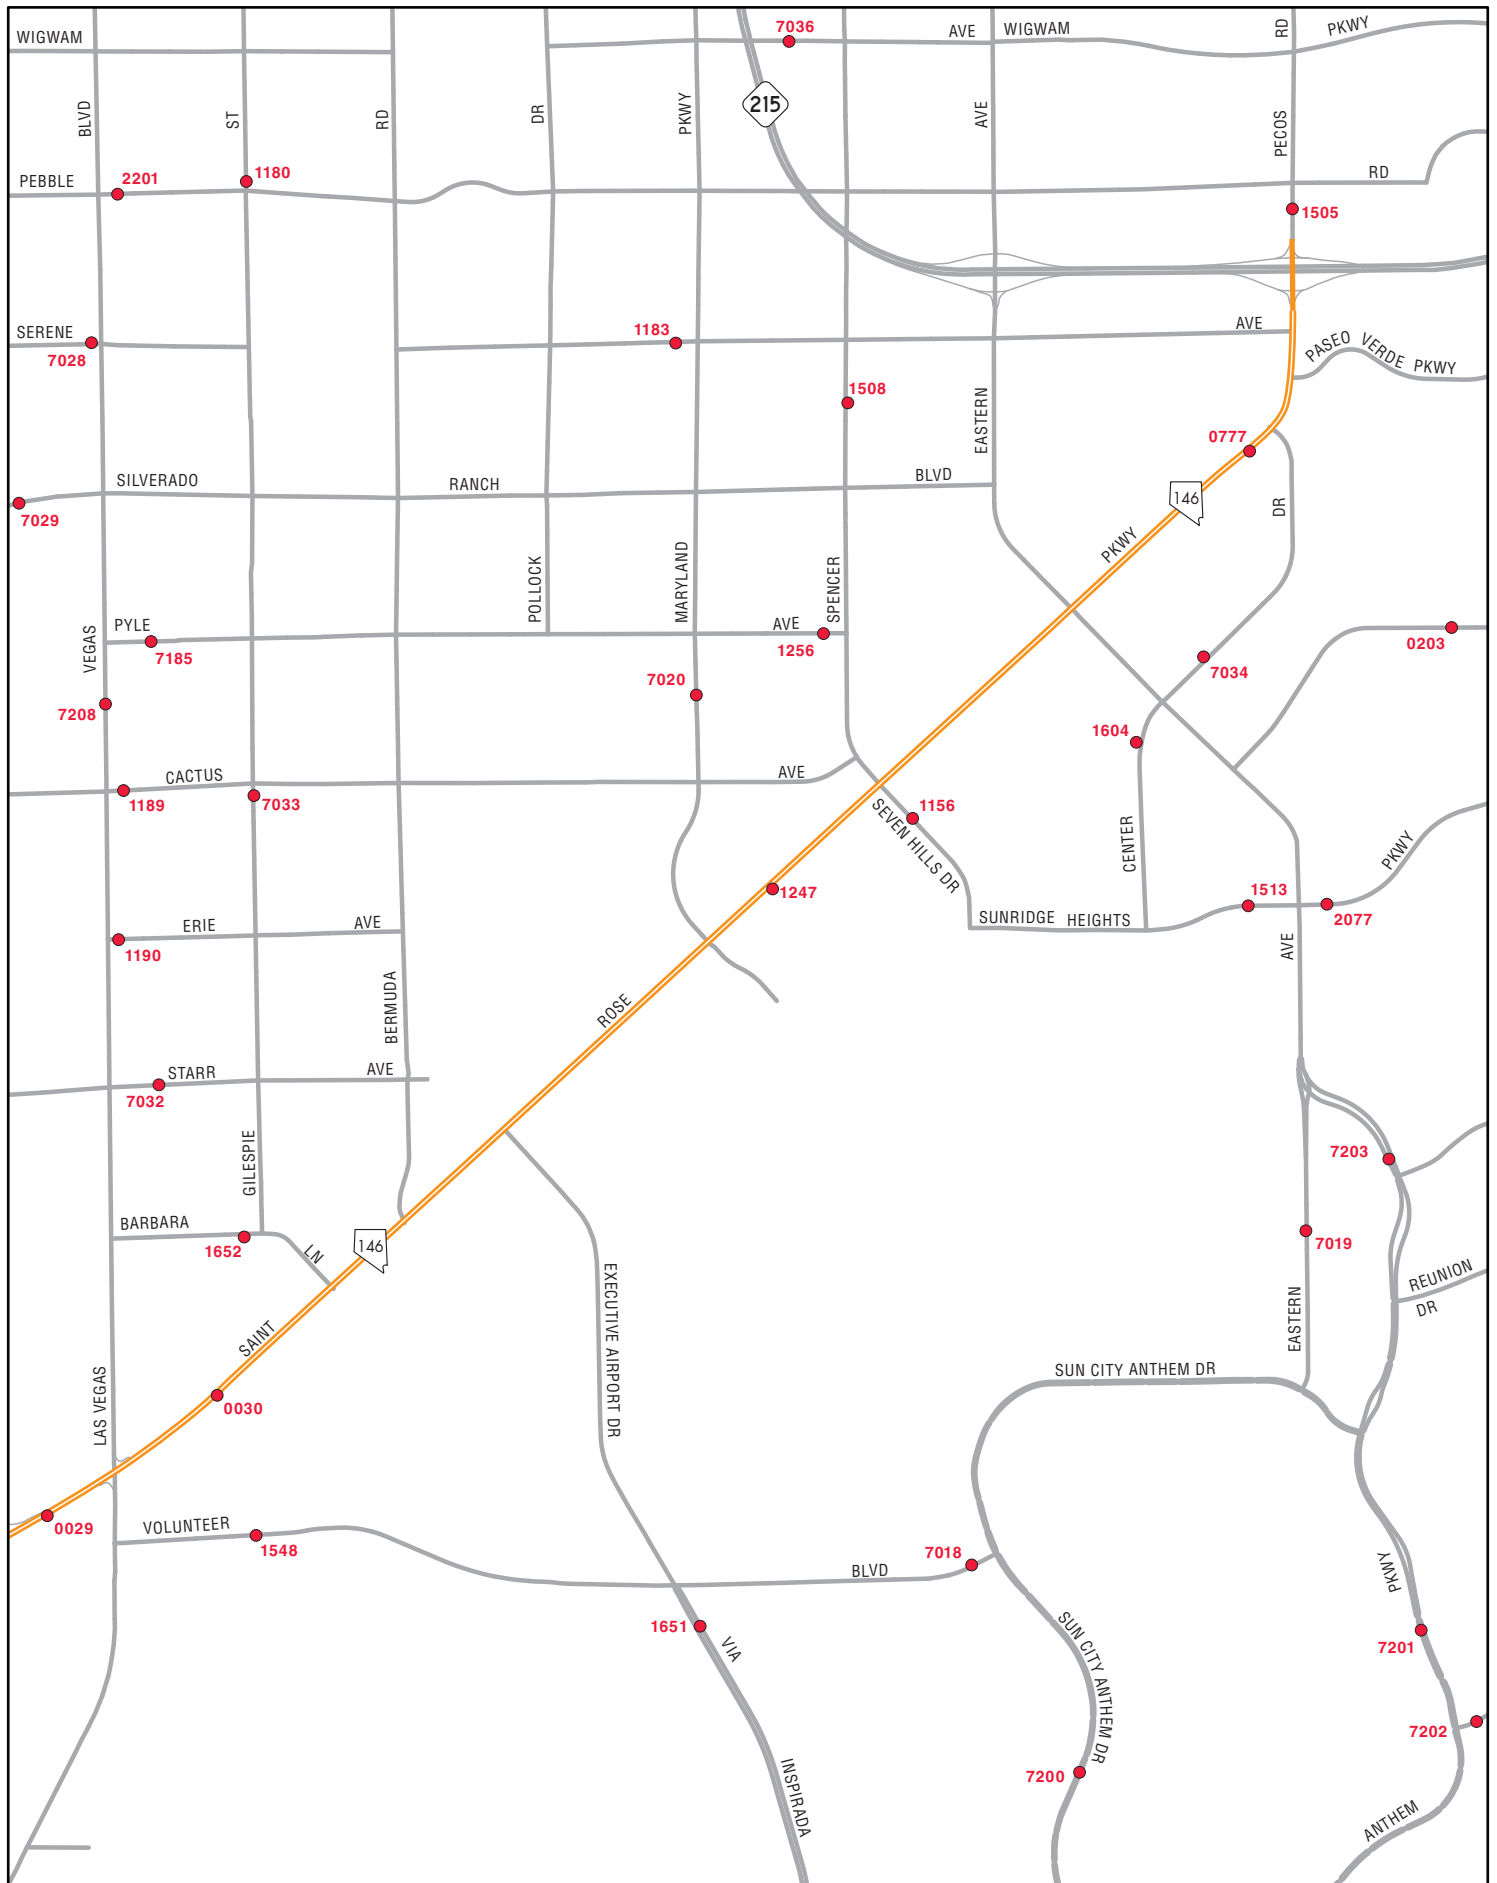 7036
WIGWAM
AVE
WIGWAM
RD
PKWY
215
BLVD
ST
RD
DR
PKWY
AVE
PECOS
PEBBLE
2201
1180
RD
1505
SERENE
7028
1183
AVE
PASEO VERDE PKWY
1508
EASTERN
0777
SILVERADO
RANCH
BLVD
146
DR
7029
PKWY
POLLOCK
MARYLAND
SPENCER
VEGAS
PYLE
7185
AVE
1256
0203
7034
7020
7208
1604
CACTUS
AVE
1189
7033
SEVEN HILLS DR
1156
CENTER
PKWY
1247
1513
2077
SUNRIDGE
HEIGHTS
ERIE
AVE
1190
AVE
BERMUDA
ROSE
STARR
AVE
7032
GILESPIE
7203
BARBARA
1652
LN
146
7019
EXECUTIVE AIRPORT DR
REUNION
DR
EASTERN
SAINT
LAS VEGAS
SUN CITY ANTHEM DR
0030
0029
VOLUNTEER
1548
7018
BLVD
PKWY
1651
VIA
SUN CITY ANTHEM DR
7201
7202
7200
INSPIRADA
ANTHEM